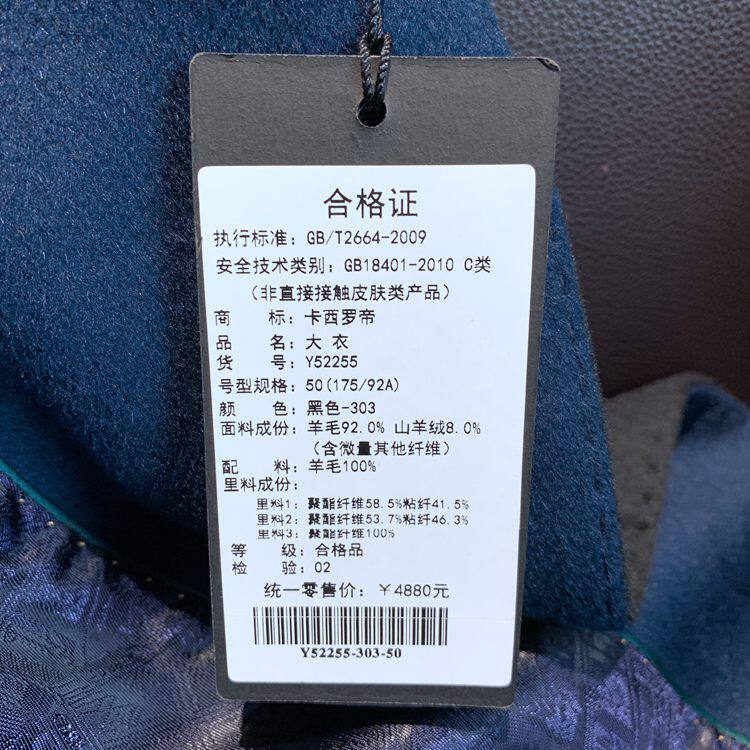 合格证
执行标准：GB/T2664-2009
安全技术类别：GB18401-2010 C类
（非直接接触皮肤类产品）
商 标：卡西罗帝
品 名：大 衣
货 号：Y52255
号型规格：50(175/92A)
颜 色：黑色-303
面料成份：羊毛92.0% 山羊绒8.0%
（含微量其他纤维）
配 料：羊毛100%
里料成份：
里料1：聚酯纤维58.5%粘纤41.5%
里料2：聚酯纤维53.7%粘纤46.3%
里料3：聚酯纤维100%
等 级：合格品
检 验：02
统一零售价：￥4880元
Y52255-303-50